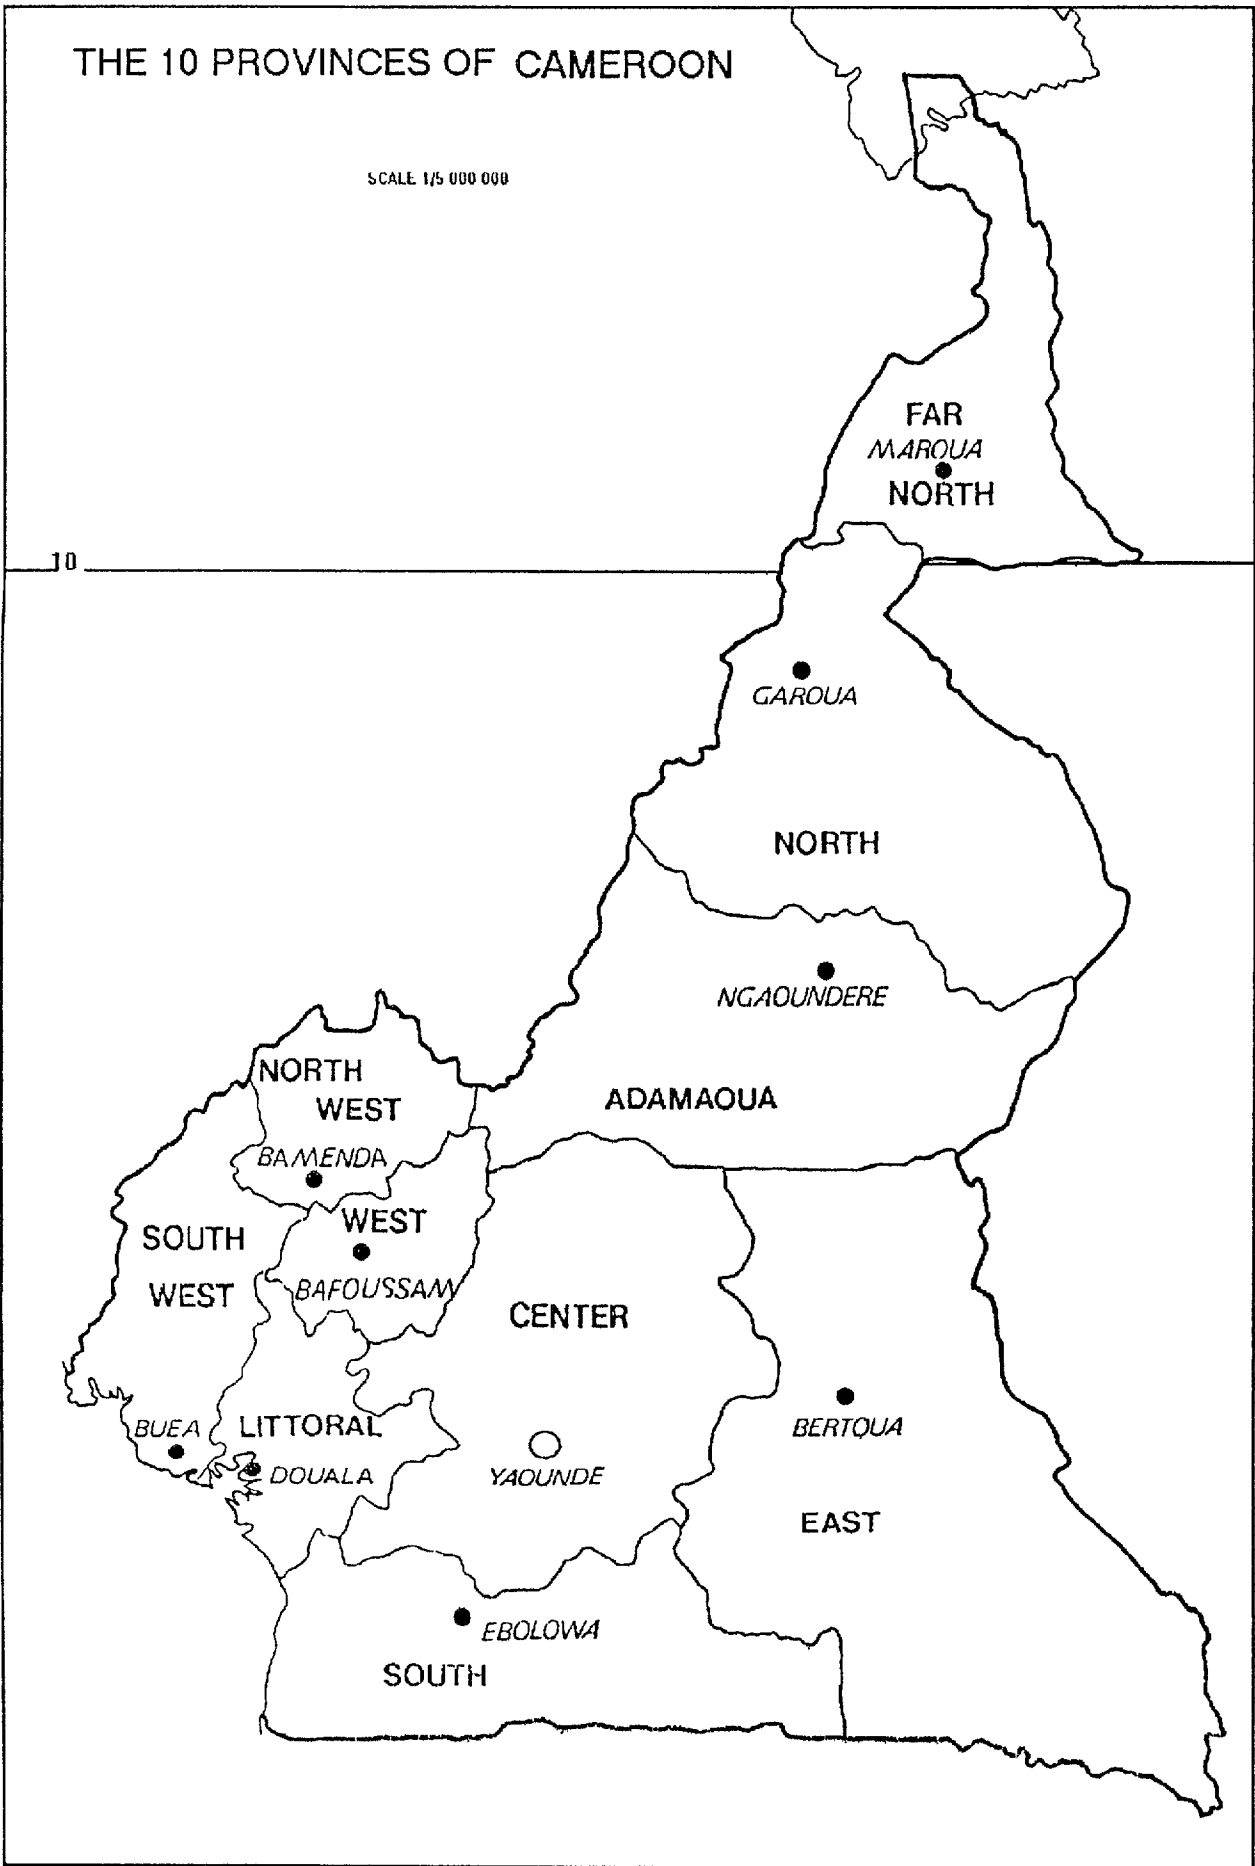 THE 10 PROVINCES OF CAMEROON
SCALE 1/5 000 000
FAR
MAROUA
NORTH
10
GAROUA
NORTH
NGAOUNDERE
ADAMAOUA
NORTH
WEST
BAMENDA
WEST
SOUTH
WEST
BAFOUSSAM
CENTER
BUEA
LITTORAL
DOUALA
YAOUNDE
BERTOUA
EAST
EBOLOWA
SOUTH